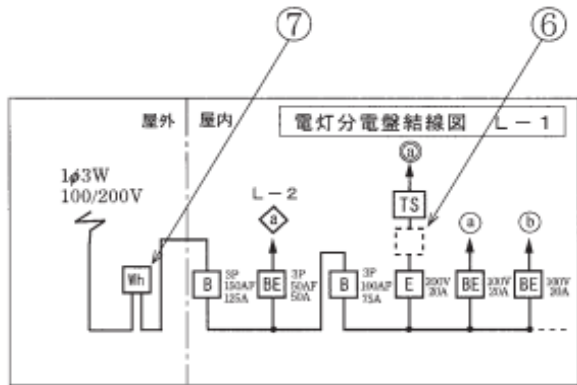 ⑦ ⑥
屋外 屋内 電灯分電盤結線図 L-1
1φ3W
100/200V
L-2
a
ⓐ
TS
ⓐ ⓑ
Wh
B 3P 150AF 125A
BE 3P 50AF 50A
B 3P 100AF 75A
E 200V 20A
BE 100V 20A
BE 100V 20A